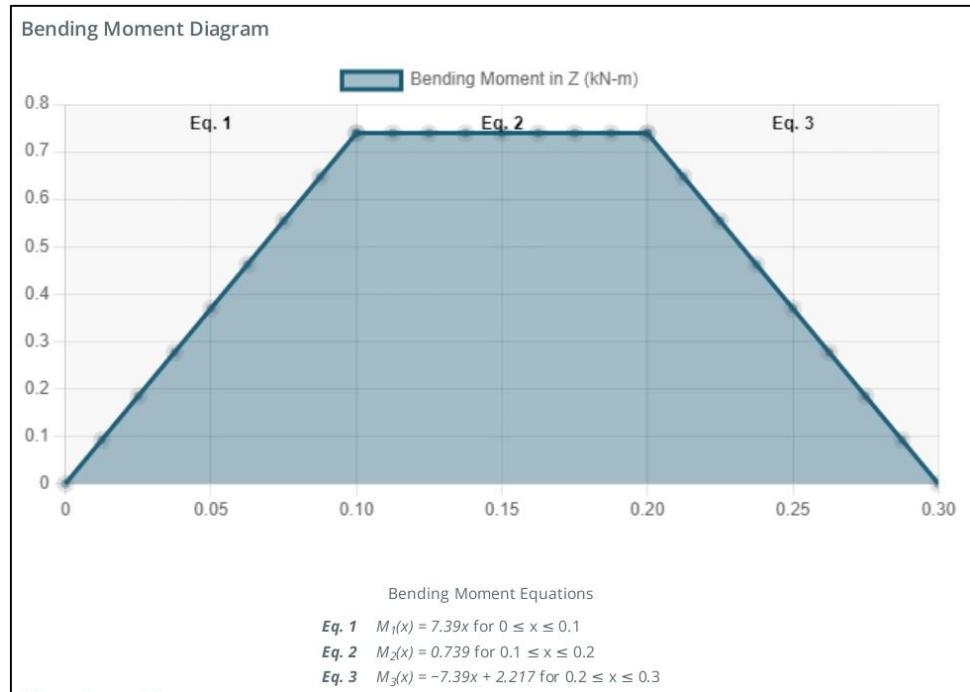 Bending Moment Diagram
Bending Moment in Z (kN-m)
Eq. 1 Eq. 2 Eq. 3
0.8
0.7
0.6
0.5
0.4
0.3
0.2
0.1
0
0 0.05 0.10 0.15 0.20 0.25 0.30
Bending Moment Equations
Eq. 1 M₁(x) = 7.39x for 0 ≤ x ≤ 0.1
Eq. 2 M₂(x) = 0.739 for 0.1 ≤ x ≤ 0.2
Eq. 3 M₃(x) = −7.39x + 2.217 for 0.2 ≤ x ≤ 0.3